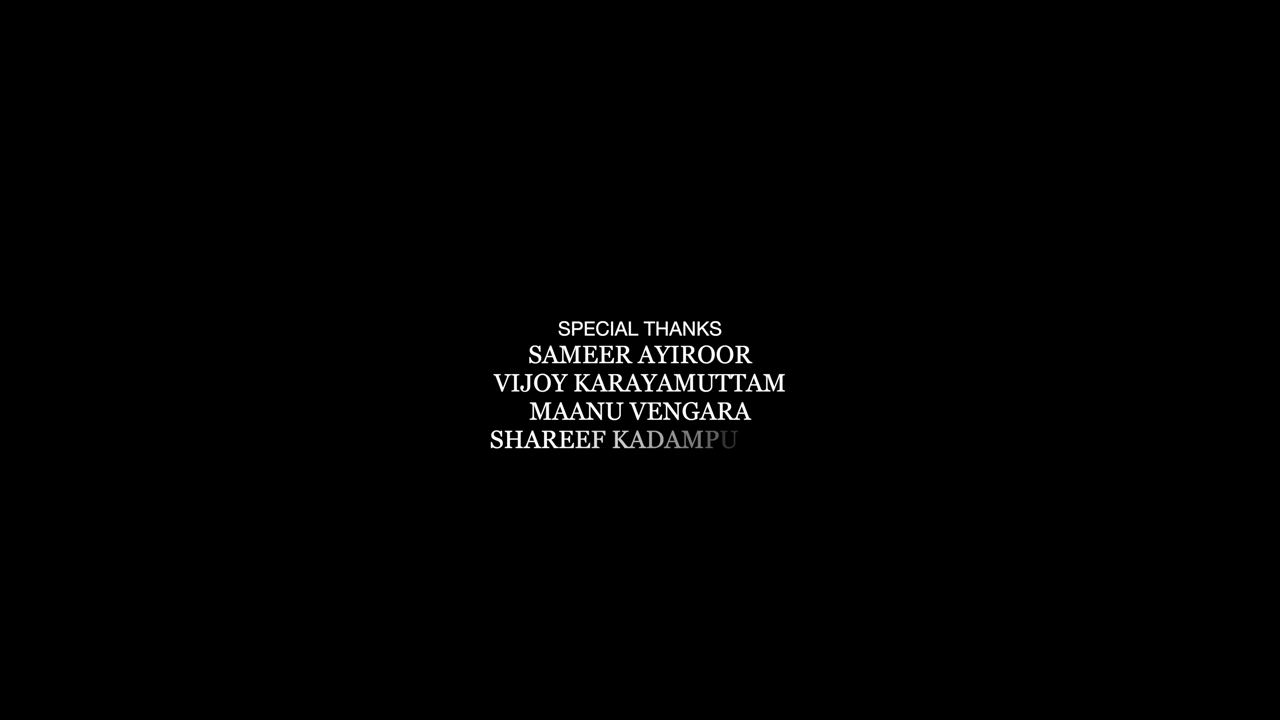 SPECIAL THANKS
SAMEER AYIROOR
VIJOY KARAYAMUTTAM
MAANU VENGARA
SHAREEF KADAMPU